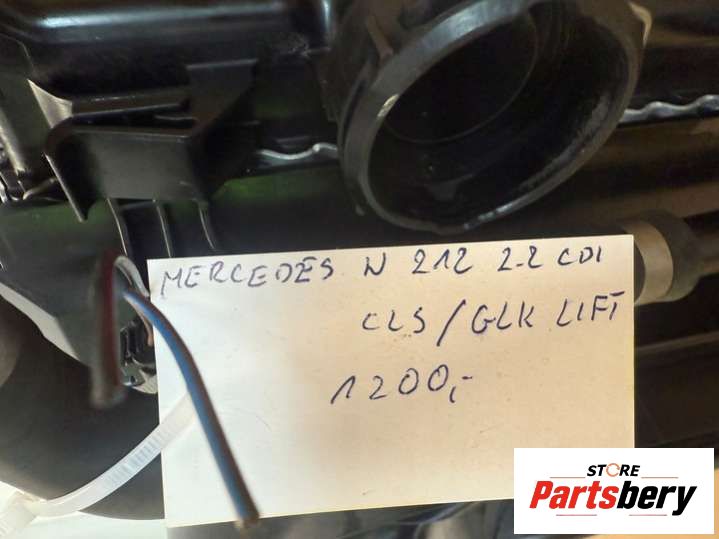 MERCEDES W 212 2.2 CDI
CLS/GLK LIFT
1200,-
STORE
Partsbery